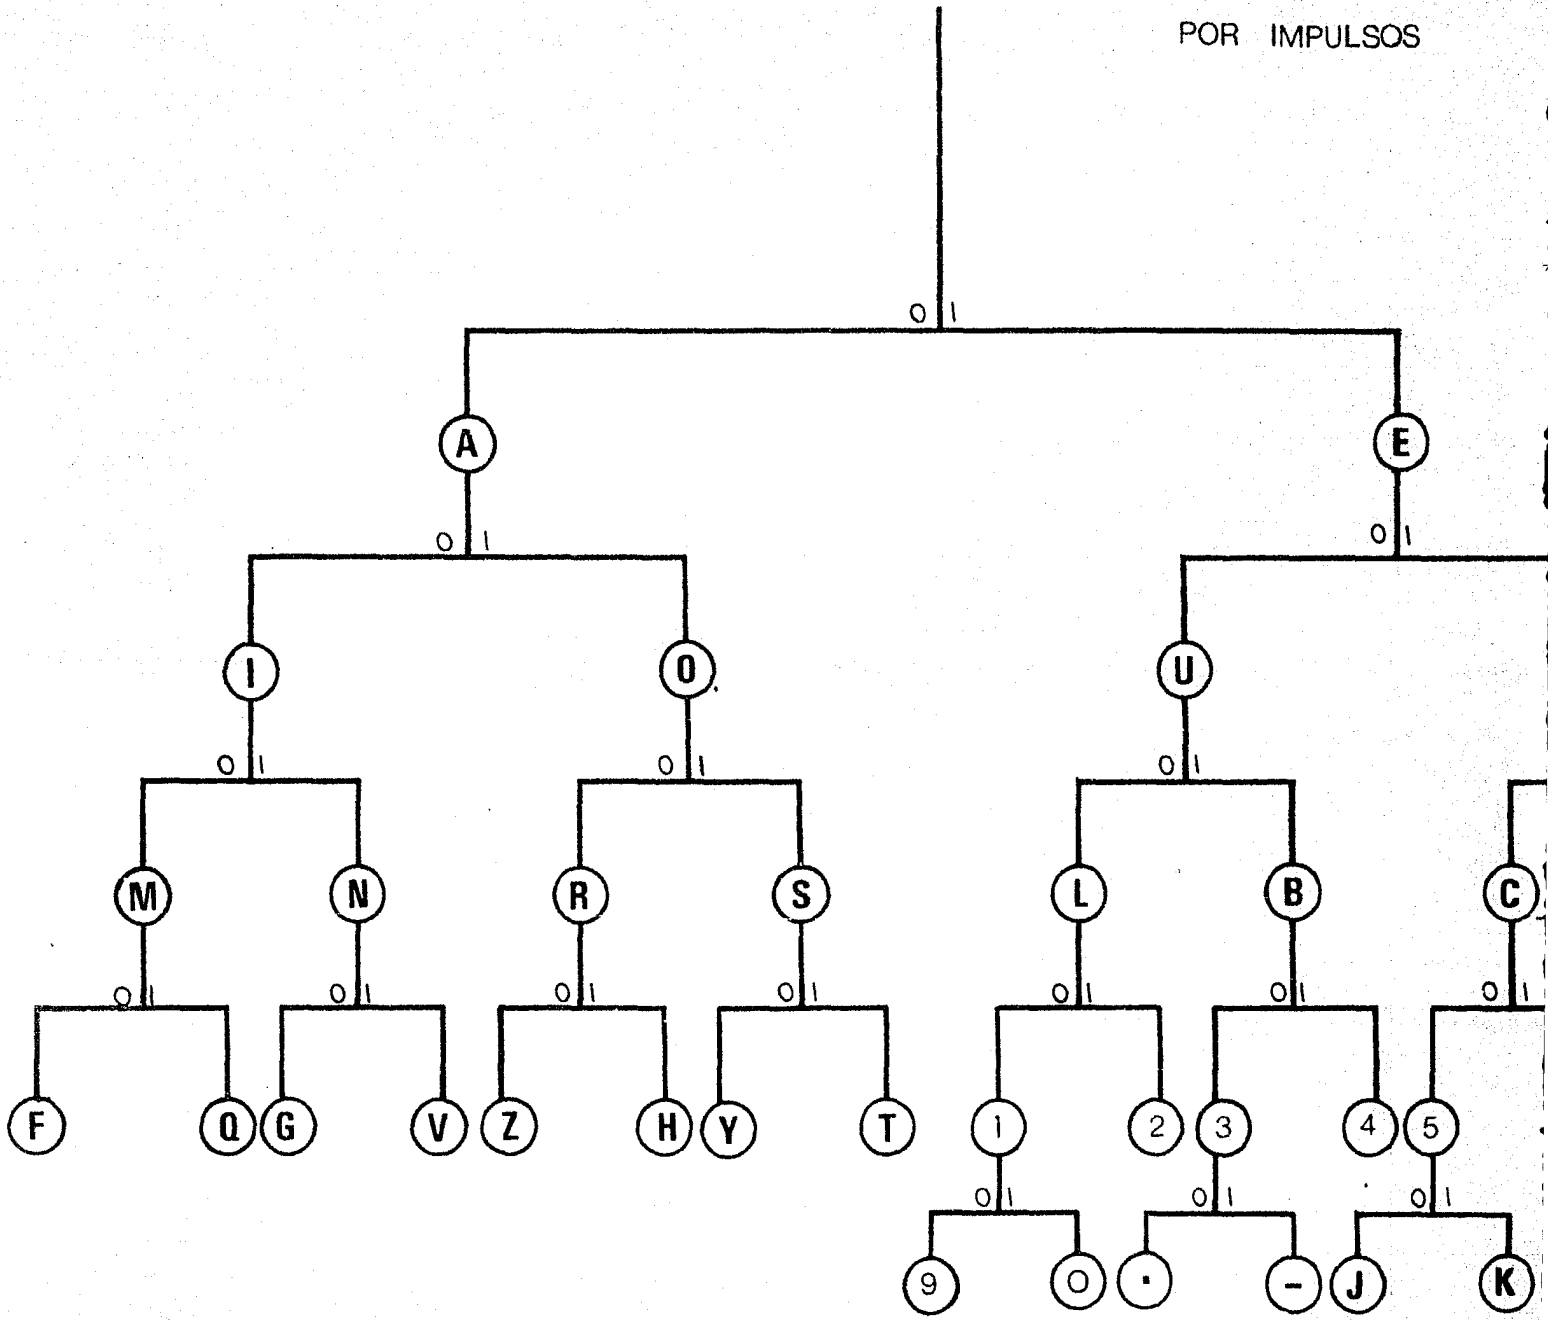 POR IMPULSOS
0 1
A E
0 1 0 1
I O U
0 1 0 1 0 1
M N R S L B C
0 1 0 1 0 1 0 1 0 1 0 1 0 1
F Q G V Z H Y T 1 2 3 4 5
0 1 0 1 0 1
9 0 · - J K